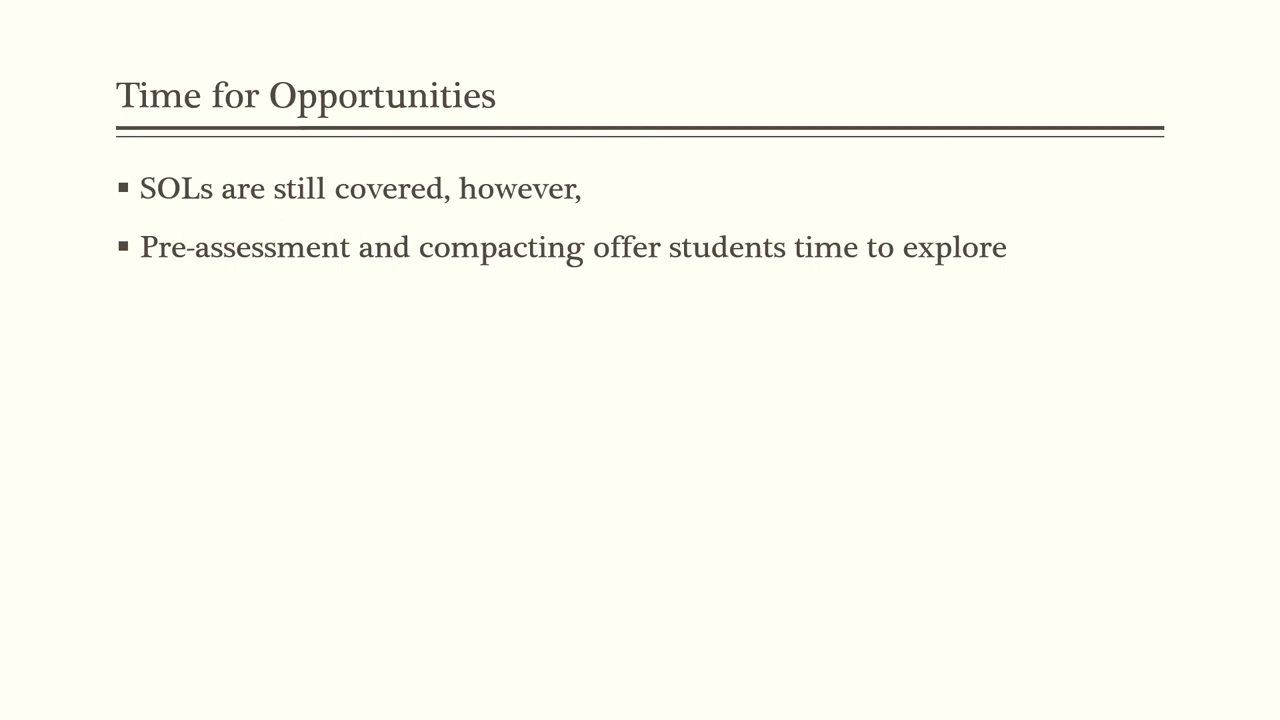 Time for Opportunities
▪ SOLs are still covered, however,
▪ Pre-assessment and compacting offer students time to explore